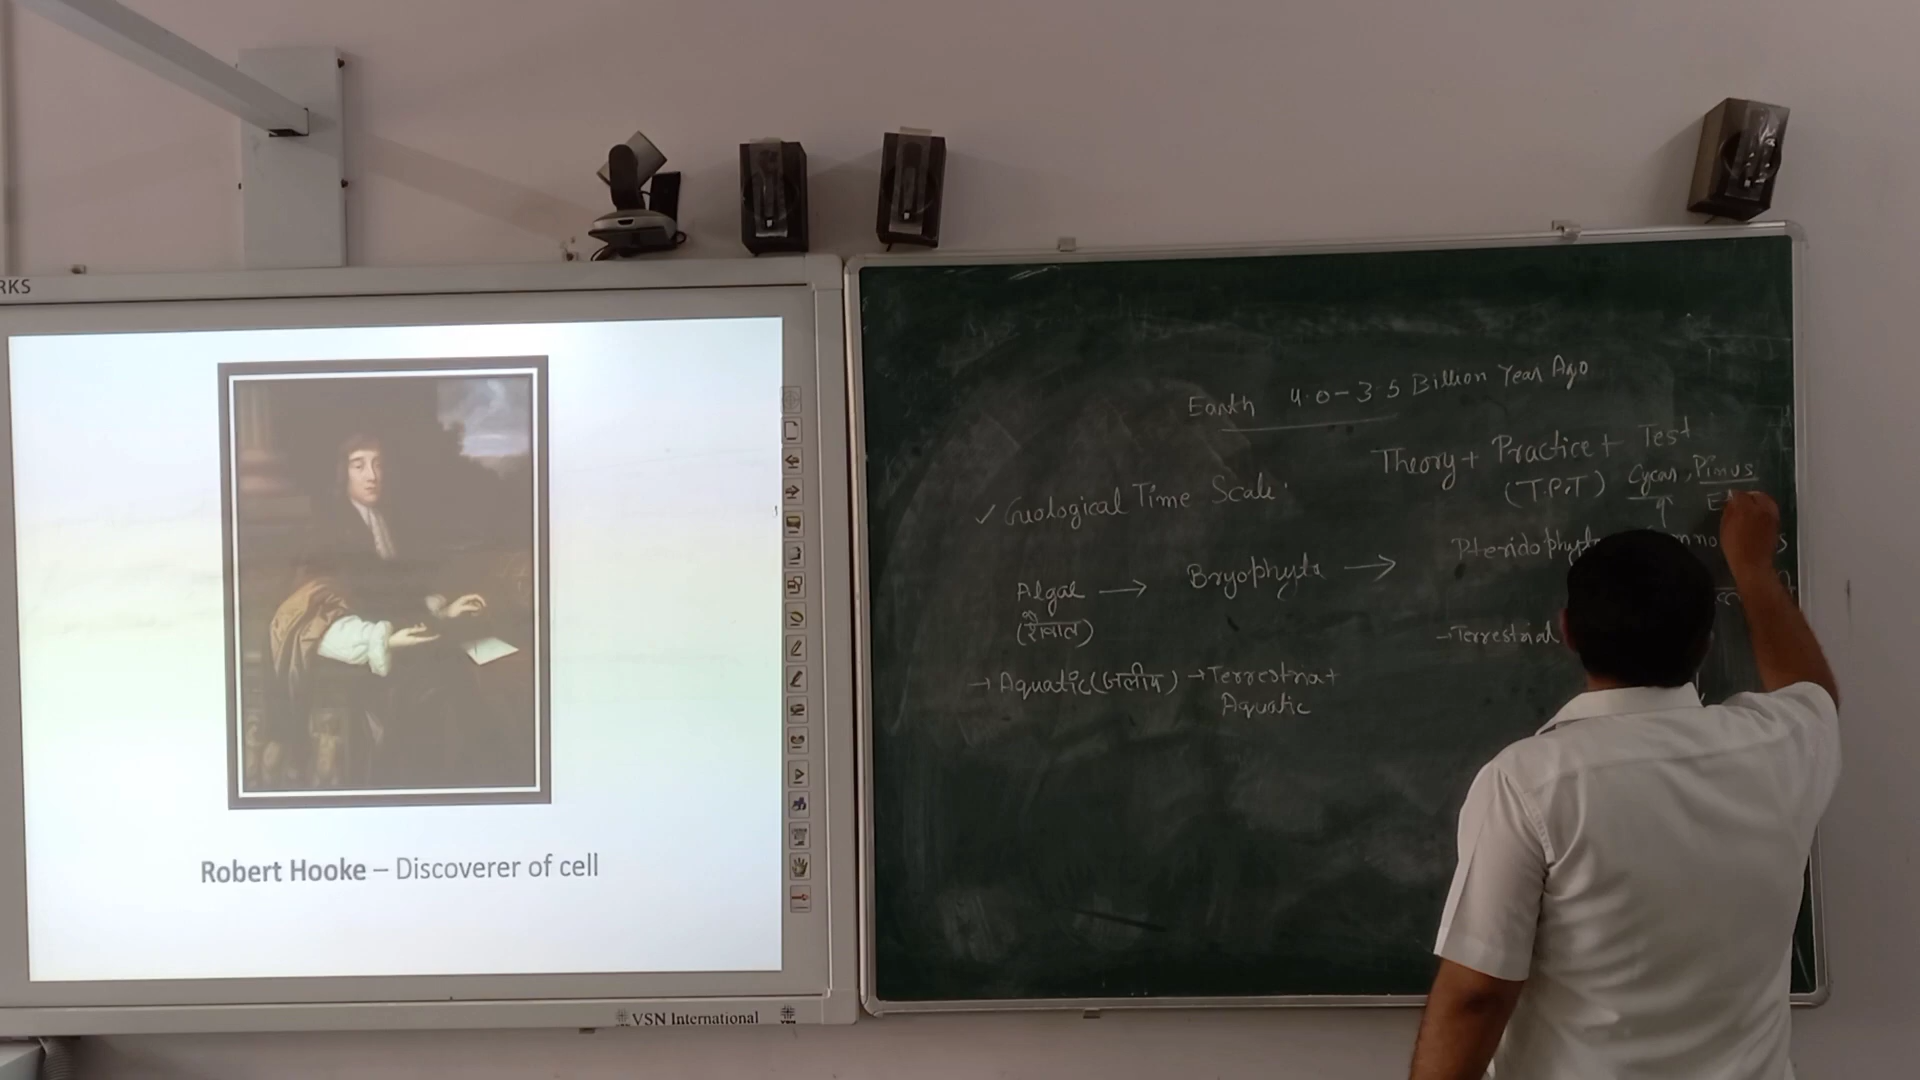 RKS
Robert Hooke – Discoverer of cell
VSN International
Earth 4.0-3.5 Billion Year Ago
Theory + Practice + Test
(T.P.T) Cycas, Pinus
✓ Geological Time Scale.
Algae → Bryophyta →
(शैवाल)
→ Aquatic (जलीय) → Terrestria+
Aquatic
→Terrestrial